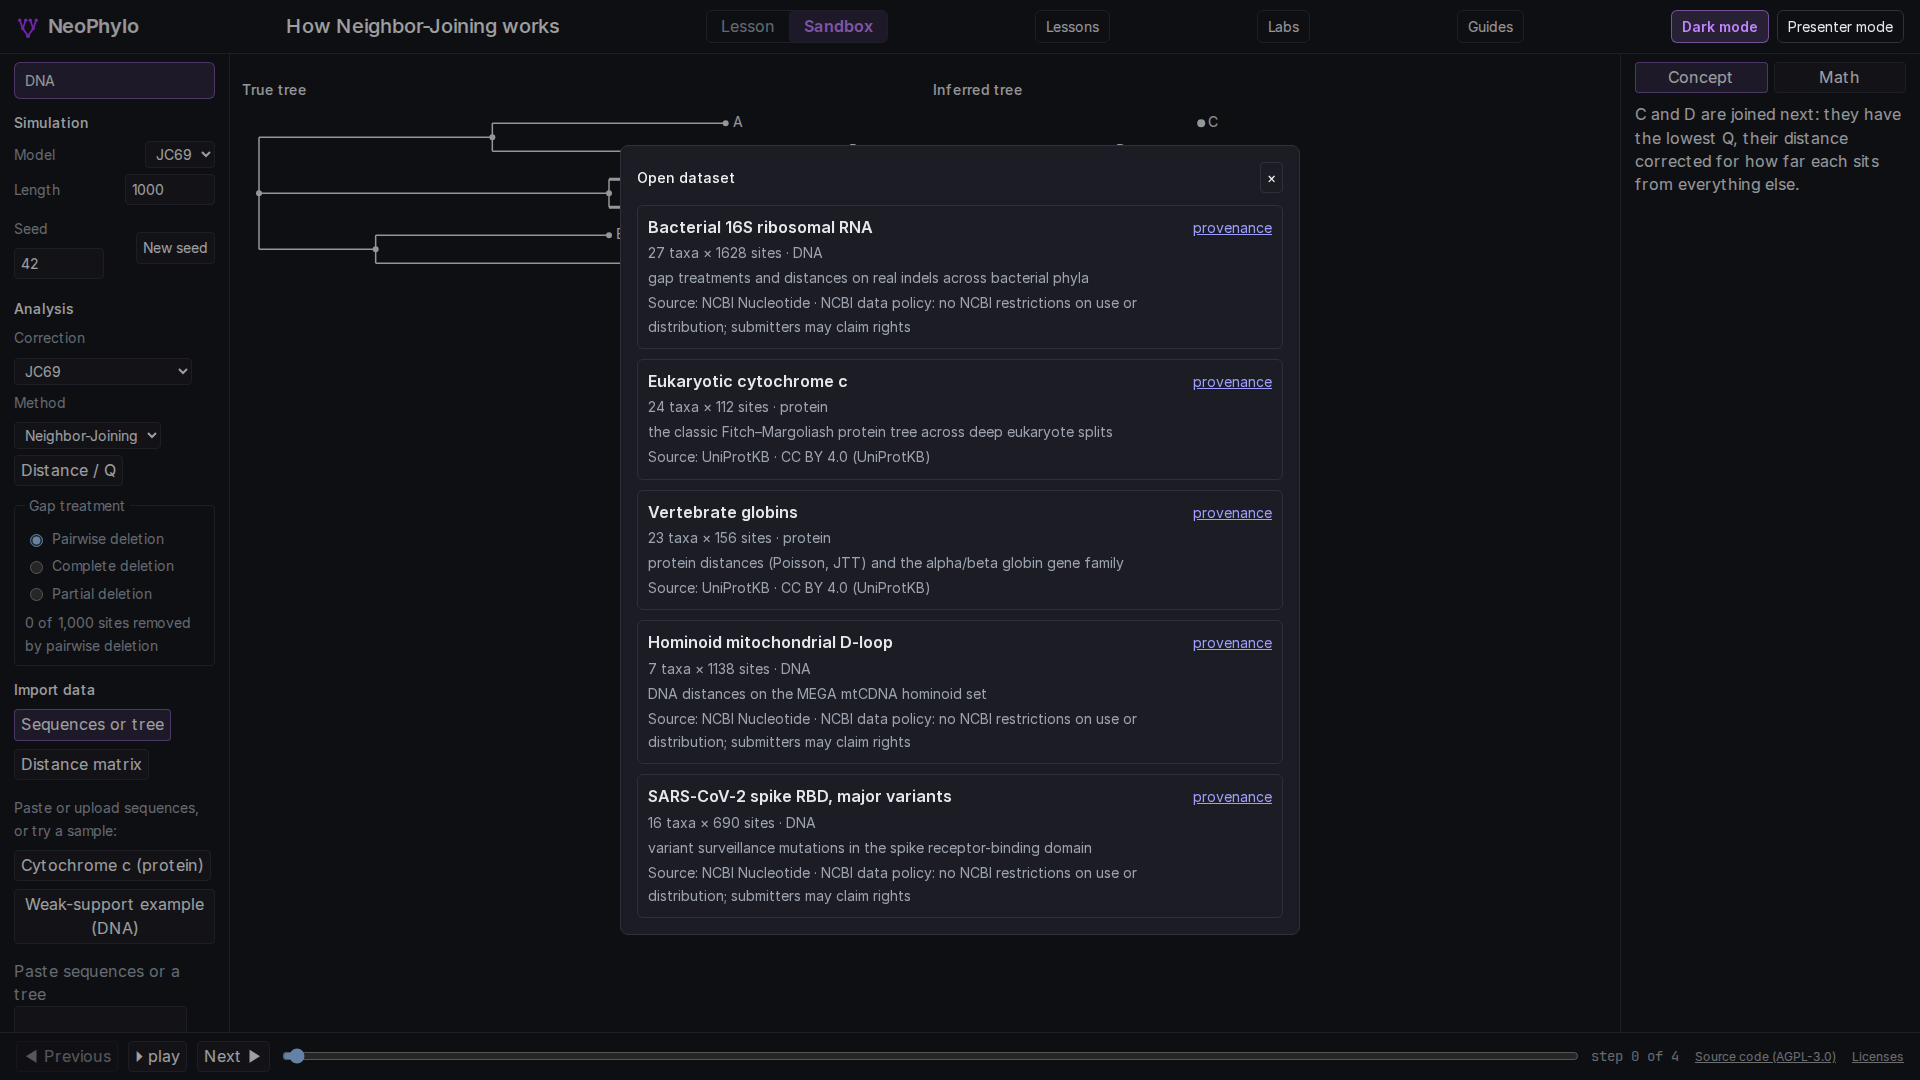 NeoPhylo
How Neighbor-Joining works
Lesson
Sandbox
Lessons
Labs
Guides
Dark mode
Presenter mode
DNA
Simulation
Model
JC69
Length
1000
Seed
42
New seed
Analysis
Correction
JC69
Method
Neighbor-Joining
Distance / Q
Gap treatment
Pairwise deletion
Complete deletion
Partial deletion
0 of 1,000 sites removed
by pairwise deletion
Import data
Sequences or tree
Distance matrix
Paste or upload sequences,
or try a sample:
Cytochrome c (protein)
Weak-support example
(DNA)
Paste sequences or a
tree
True tree
A
Inferred tree
C
Open dataset
×
Bacterial 16S ribosomal RNA
provenance
27 taxa × 1628 sites · DNA
gap treatments and distances on real indels across bacterial phyla
Source: NCBI Nucleotide · NCBI data policy: no NCBI restrictions on use or
distribution; submitters may claim rights
Eukaryotic cytochrome c
provenance
24 taxa × 112 sites · protein
the classic Fitch–Margoliash protein tree across deep eukaryote splits
Source: UniProtKB · CC BY 4.0 (UniProtKB)
Vertebrate globins
provenance
23 taxa × 156 sites · protein
protein distances (Poisson, JTT) and the alpha/beta globin gene family
Source: UniProtKB · CC BY 4.0 (UniProtKB)
Hominoid mitochondrial D-loop
provenance
7 taxa × 1138 sites · DNA
DNA distances on the MEGA mtCDNA hominoid set
Source: NCBI Nucleotide · NCBI data policy: no NCBI restrictions on use or
distribution; submitters may claim rights
SARS-CoV-2 spike RBD, major variants
provenance
16 taxa × 690 sites · DNA
variant surveillance mutations in the spike receptor-binding domain
Source: NCBI Nucleotide · NCBI data policy: no NCBI restrictions on use or
distribution; submitters may claim rights
Concept
Math
C and D are joined next: they have
the lowest Q, their distance
corrected for how far each sits
from everything else.
◀ Previous
play
Next ▶
step 0 of 4
Source code (AGPL-3.0)
Licenses